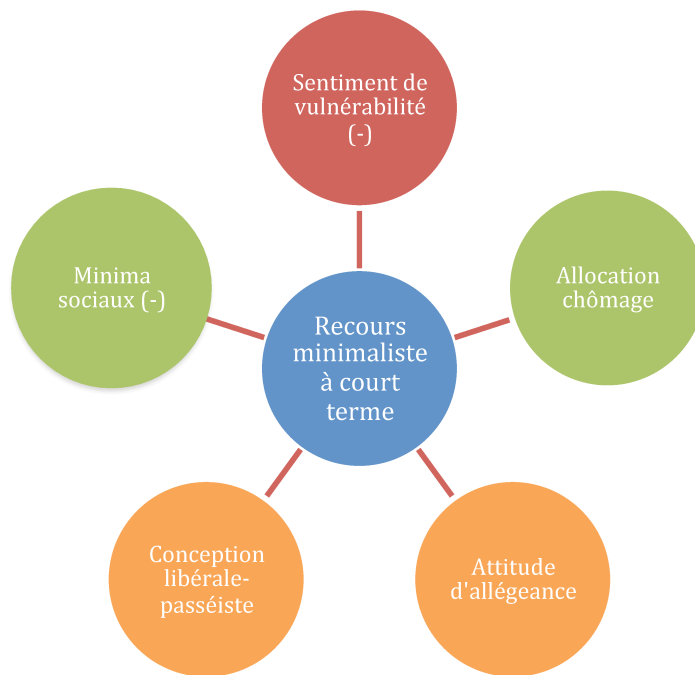 Sentiment de
vulnérabilité
(-)
Minima
sociaux (-)
Allocation
chômage
Recours
minimaliste
à court
terme
Conception
libérale-
passéiste
Attitude
d'allégeance